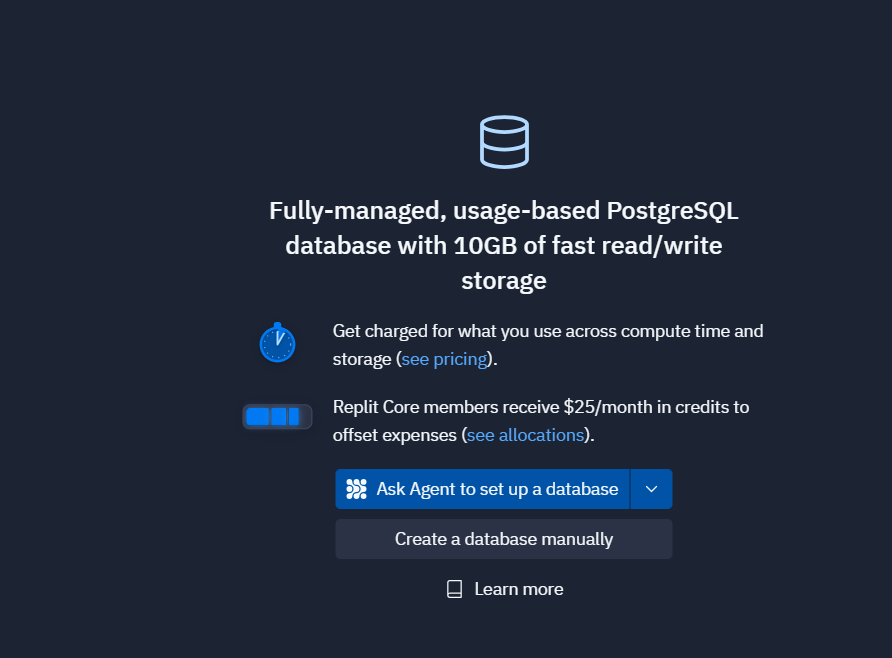 Fully-managed, usage-based PostgreSQL
database with 10GB of fast read/write
storage
Get charged for what you use across compute time and
storage (see pricing).
Replit Core members receive $25/month in credits to
offset expenses (see allocations).
Ask Agent to set up a database
Create a database manually
Learn more